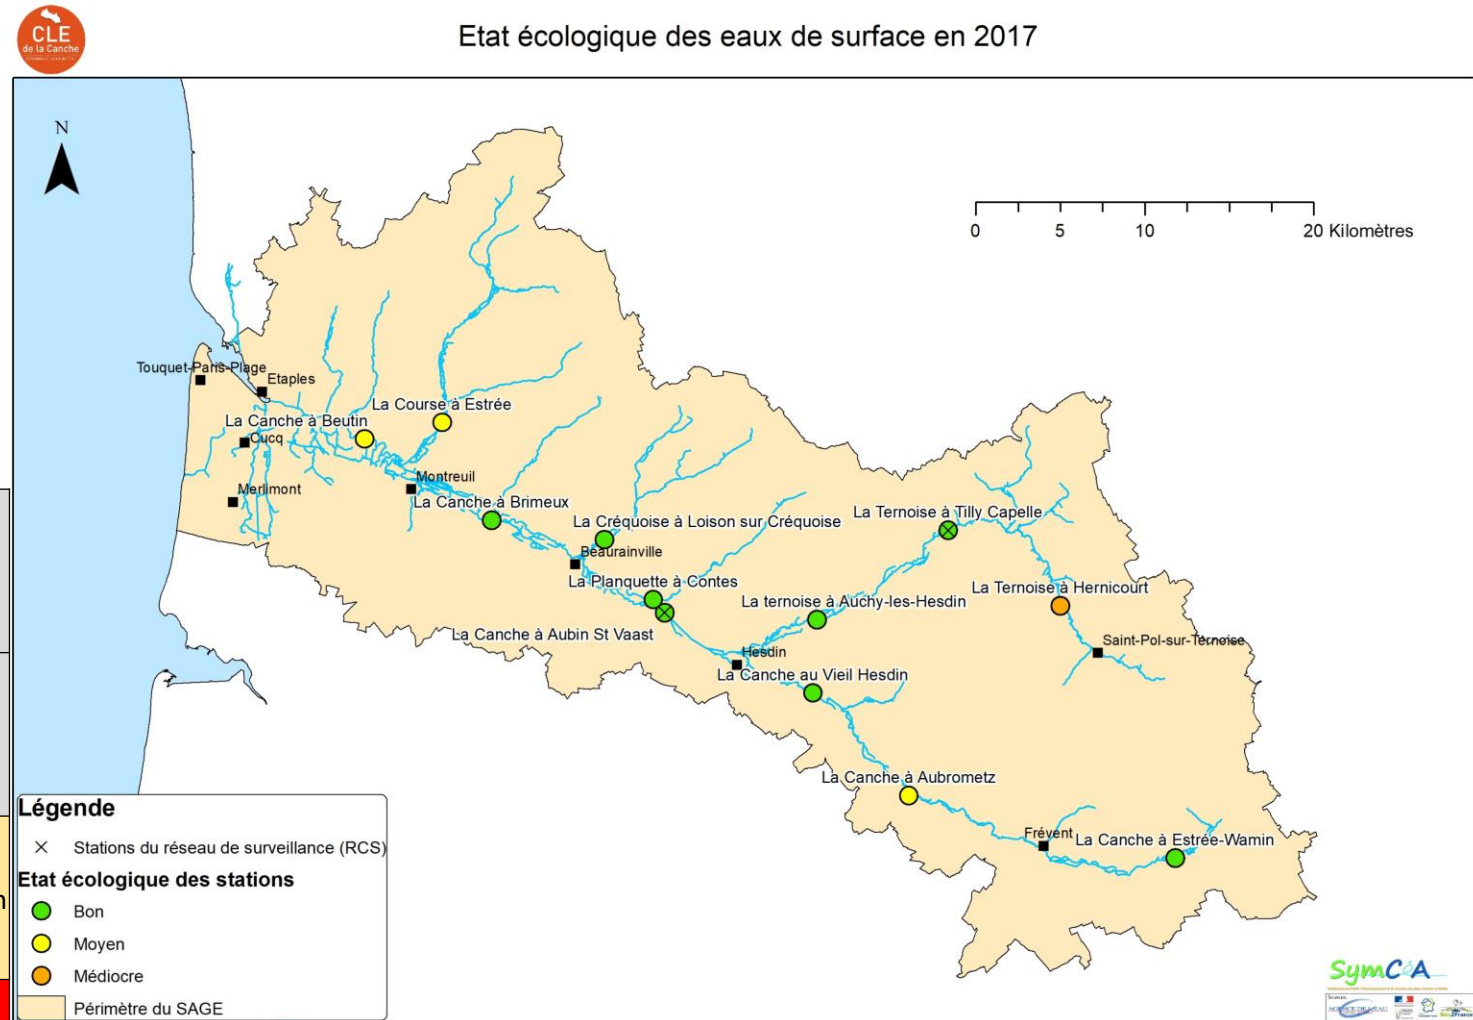 CLE
de la Canche
Etat écologique des eaux de surface en 2017
N
0 5 10 20 Kilomètres
Touquet-Paris-Plage
Etaples
La Course à Estrée
La Canche à Beutin
Cucq
Montreuil
Merlimont
La Canche à Brimeux
La Créquoise à Loison sur Créquoise
La Ternoise à Tilly Capelle
Beaurainville
La Planquette à Contes
La Ternoise à Hernicourt
La ternoise à Auchy-les-Hesdin
La Canche à Aubin St Vaast
Saint-Pol-sur-Ternoise
Hesdin
La Canche au Vieil Hesdin
La Canche à Aubrometz
Frévent
La Canche à Estrée-Wamin
Légende
Stations du réseau de surveillance (RCS)
Etat écologique des stations
n
Bon
Moyen
Médiocre
Périmètre du SAGE
SymCéA
AGENCE DE L'EAU